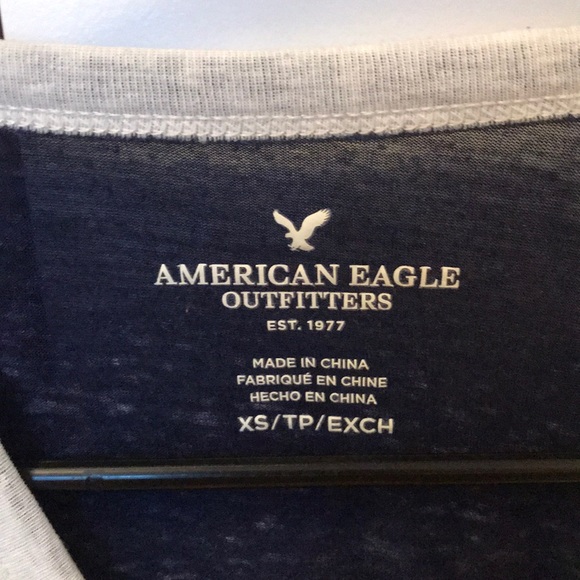 AMERICAN EAGLE
OUTFITTERS
EST. 1977
MADE IN CHINA
FABRIQUÉ EN CHINE
HECHO EN CHINA
XS/TP/EXCH